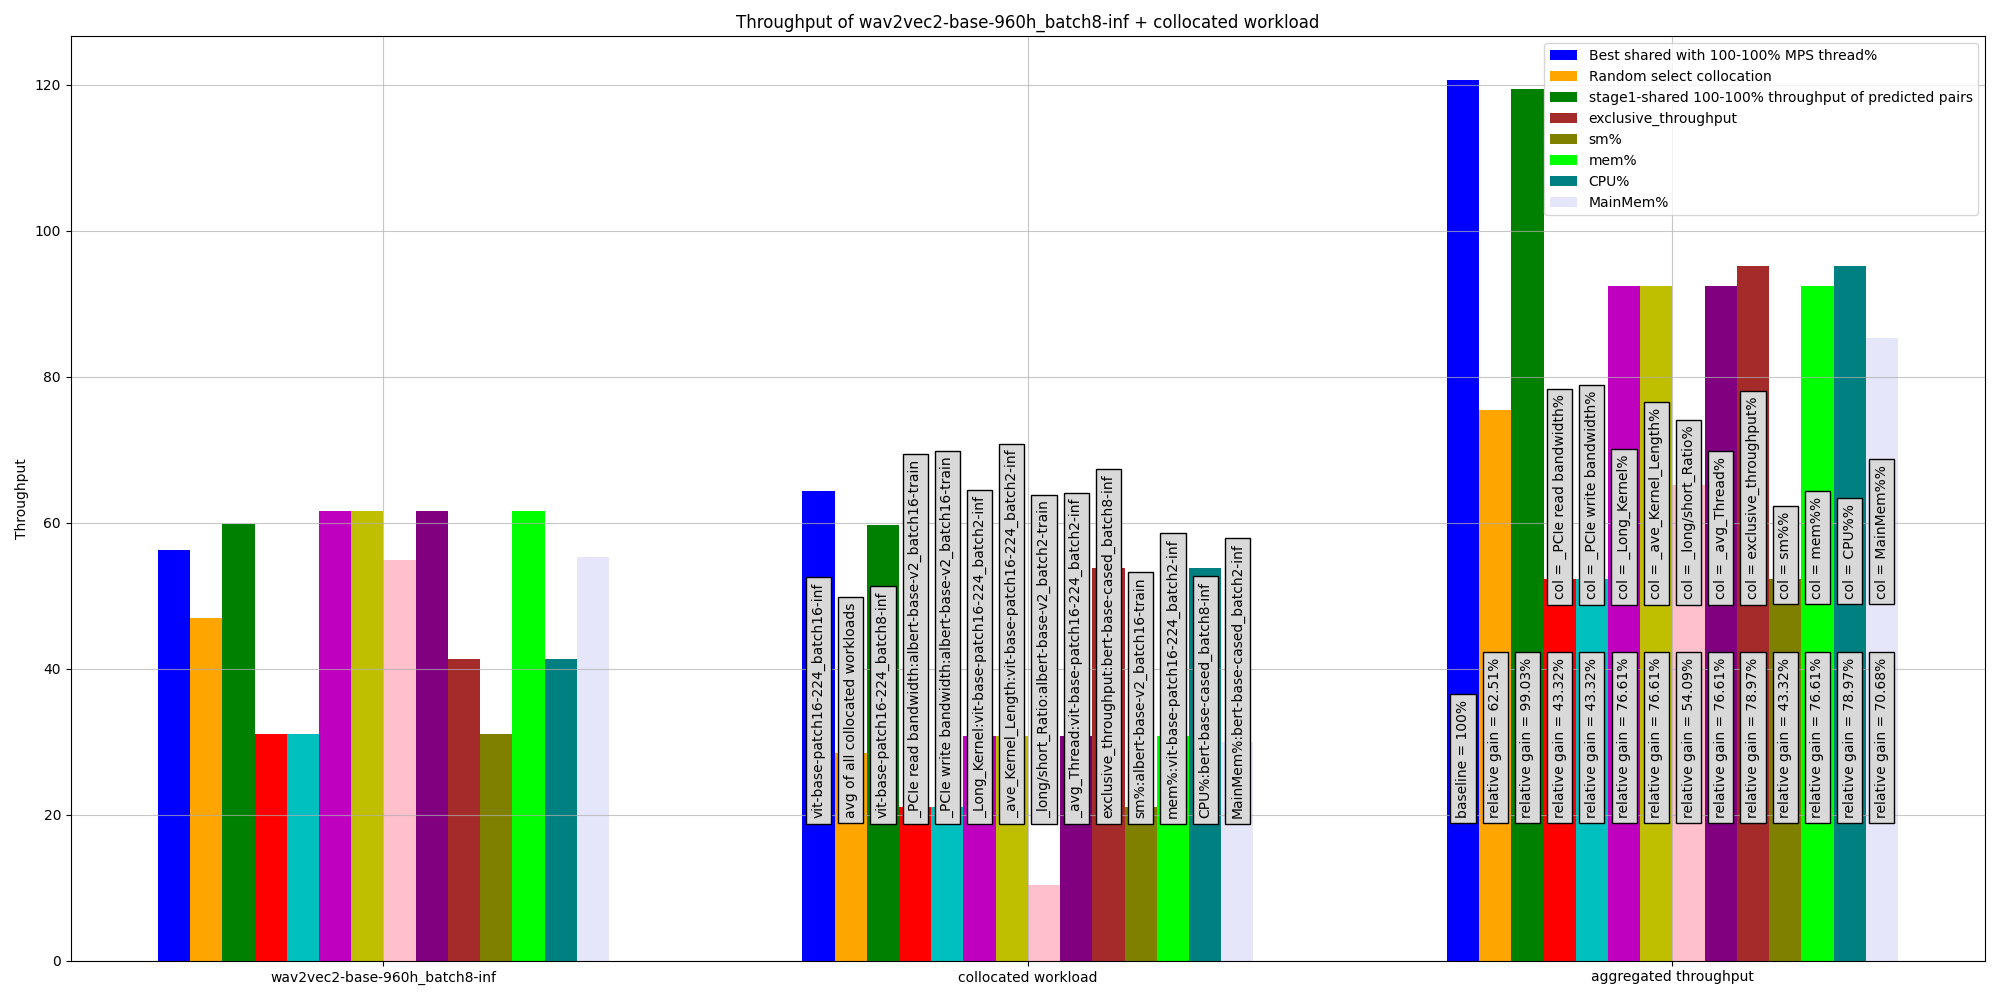 Throughput of wav2vec2-base-960h_batch8-inf + collocated workload
Throughput
120
100
80
60
40
20
0
Best shared with 100-100% MPS thread%
Random select collocation
stage1-shared 100-100% throughput of predicted pairs
exclusive_throughput
sm%
mem%
CPU%
MainMem%
vit-base-patch16-224_batch16-inf
avg of all collocated workloads
vit-base-patch16-224_batch8-inf
_PCIe read bandwidth:albert-base-v2_batch16-train
_PCIe write bandwidth:albert-base-v2_batch16-train
_Long_Kernel:vit-base-patch16-224_batch2-inf
_ave_Kernel_Length:vit-base-patch16-224_batch2-inf
_long/short_Ratio:albert-base-v2_batch2-train
_avg_Thread:vit-base-patch16-224_batch2-inf
exclusive_throughput:bert-base-cased_batch8-inf
sm%:albert-base-v2_batch16-train
mem%:vit-base-patch16-224_batch2-inf
CPU%:bert-base-cased_batch8-inf
MainMem%:bert-base-cased_batch2-inf
col = _PCIe read bandwidth%
col = _PCIe write bandwidth%
col = _Long_Kernel%
col = _ave_Kernel_Length%
col = _long/short_Ratio%
col = _avg_Thread%
col = exclusive_throughput%
col = sm%%
col = mem%%
col = CPU%%
col = MainMem%%
baseline = 100%
relative gain = 62.51%
relative gain = 99.03%
relative gain = 43.32%
relative gain = 43.32%
relative gain = 76.61%
relative gain = 76.61%
relative gain = 54.09%
relative gain = 76.61%
relative gain = 78.97%
relative gain = 43.32%
relative gain = 76.61%
relative gain = 78.97%
relative gain = 70.68%
wav2vec2-base-960h_batch8-inf
collocated workload
aggregated throughput